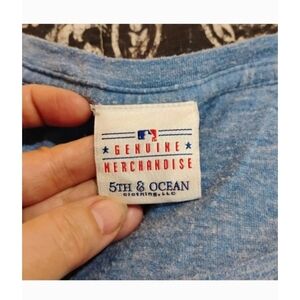 GENUINE
MERCHANDISE
5TH & OCEAN
clothing, LLC